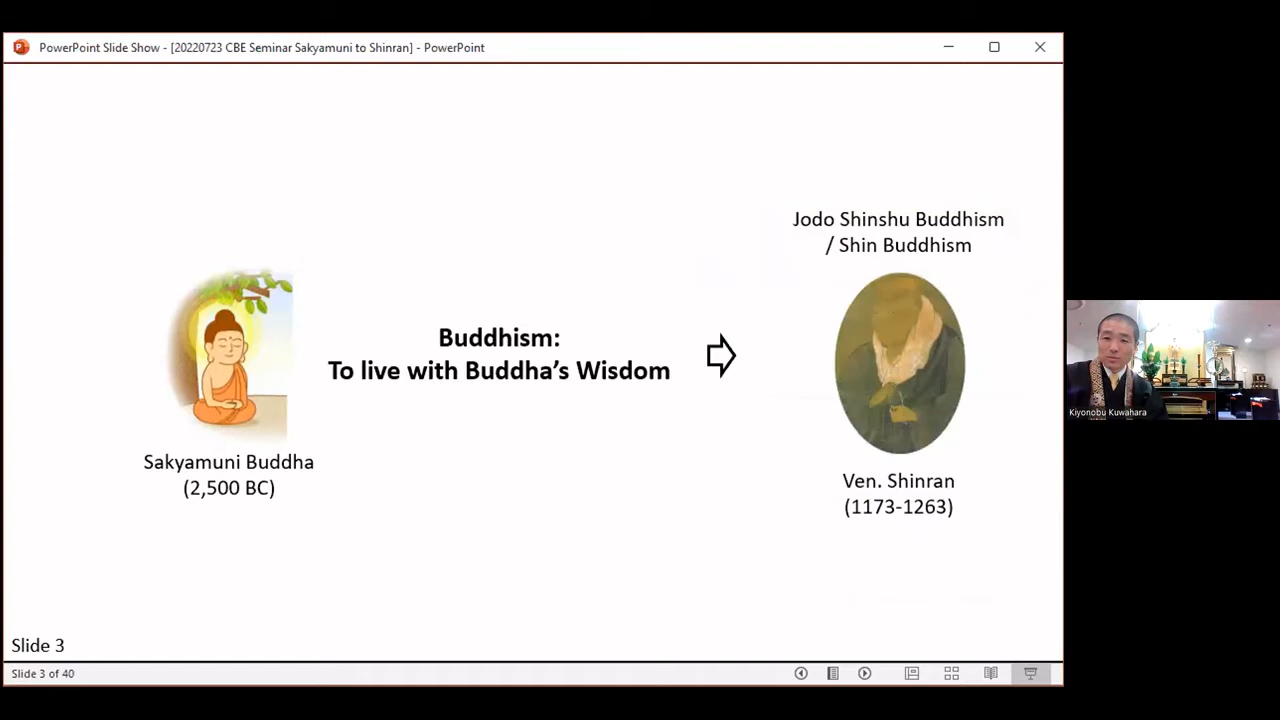 PowerPoint Slide Show - [20220723 CBE Seminar Sakyamuni to Shinran] - PowerPoint
Jodo Shinshu Buddhism
/ Shin Buddhism
Buddhism:
To live with Buddha's Wisdom
Sakyamuni Buddha
(2,500 BC)
Ven. Shinran
(1173-1263)
Kiyonobu Kuwahara
Slide 3
Slide 3 of 40